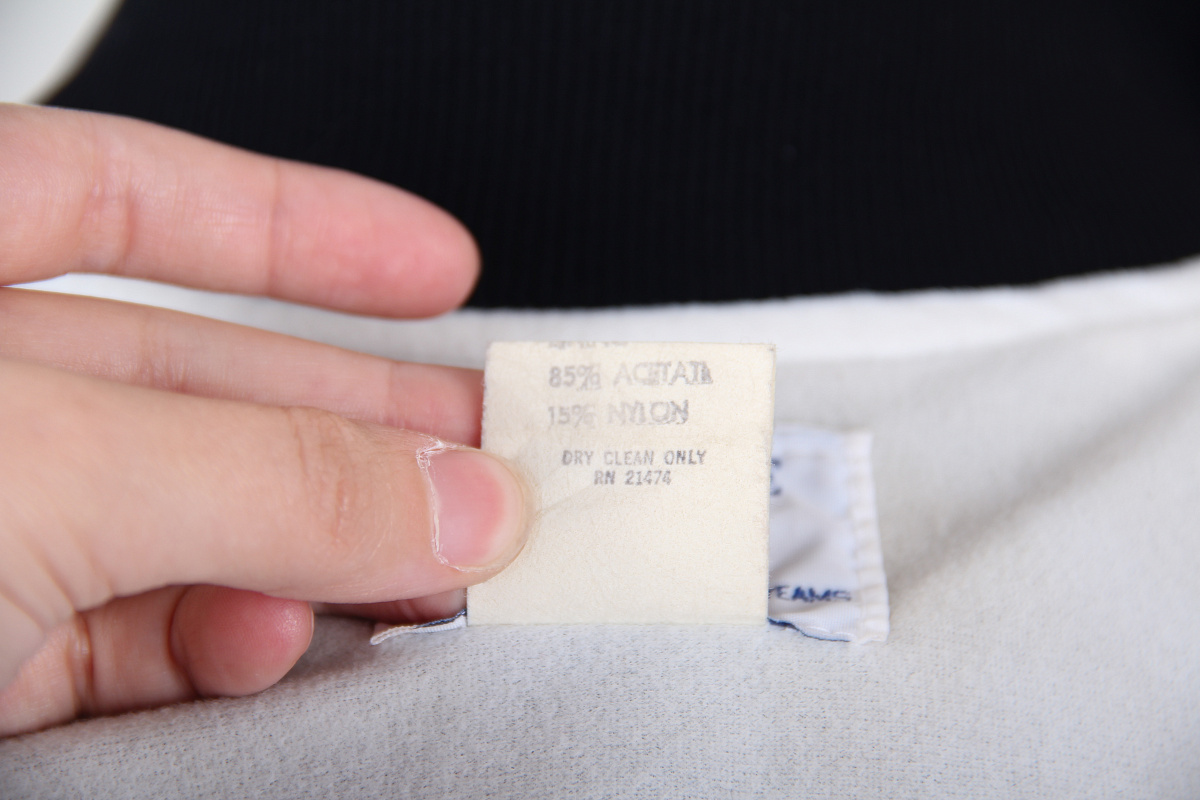 85% ACETATE
15% NYLON
DRY CLEAN ONLY
RN 21474